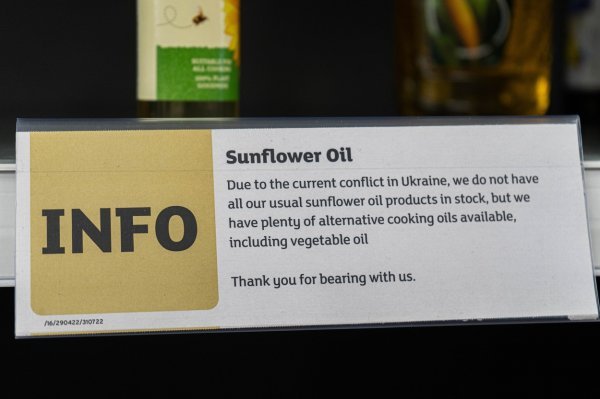 SUITABLE FOR
INFO
Sunflower Oil
Due to the current conflict in Ukraine, we do not have
all our usual sunflower oil products in stock, but we
have plenty of alternative cooking oils available,
including vegetable oil
Thank you for bearing with us.
/16/290422/310722